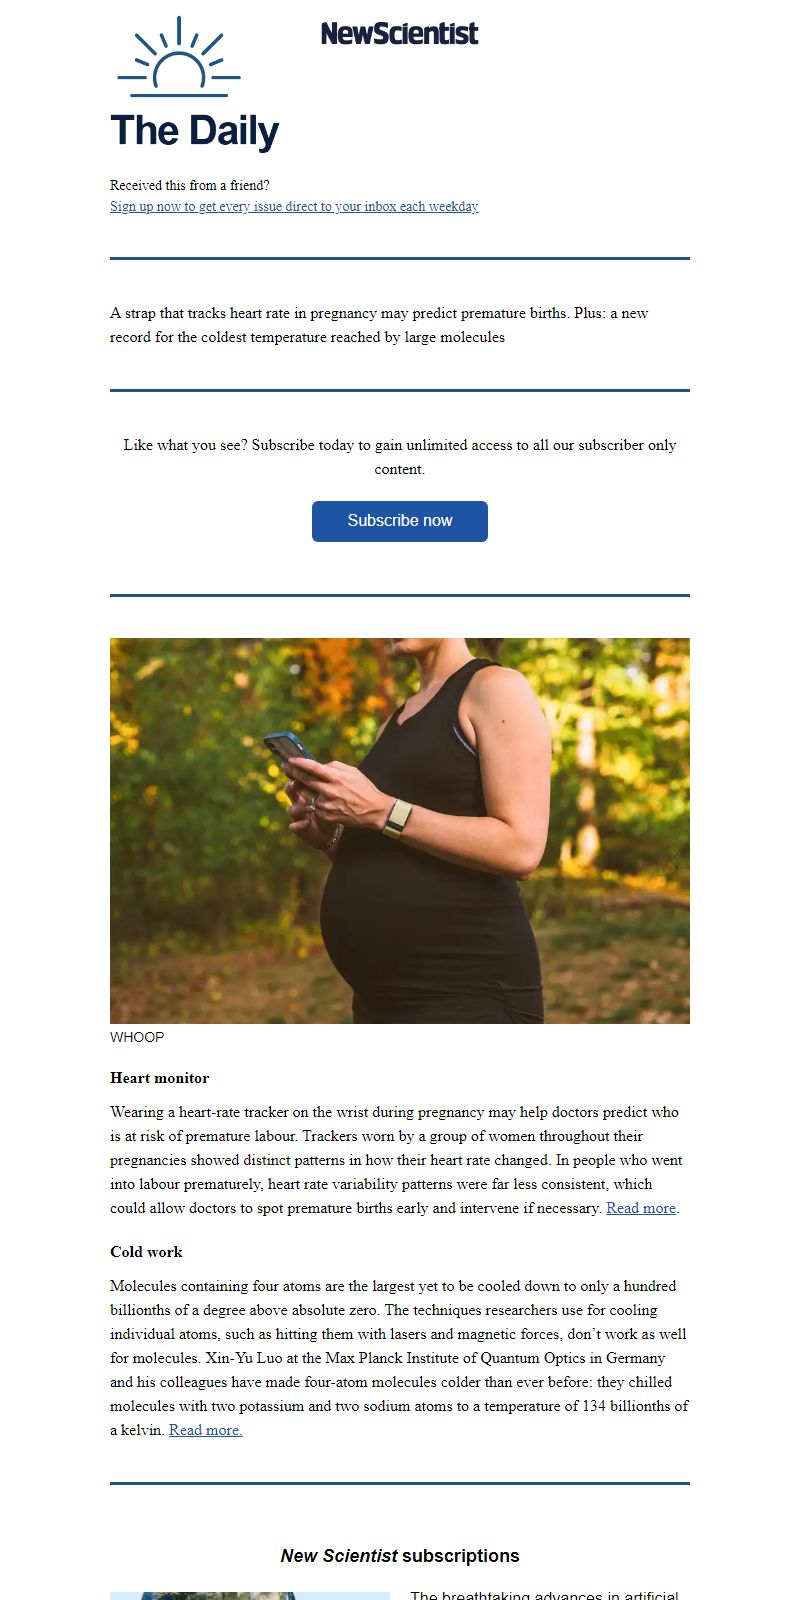 NewScientist
The Daily
Received this from a friend?
Sign up now to get every issue direct to your inbox each weekday
A strap that tracks heart rate in pregnancy may predict premature births. Plus: a new
record for the coldest temperature reached by large molecules
Like what you see? Subscribe today to gain unlimited access to all our subscriber only
content.
Subscribe now
WHOOP
Heart monitor
Wearing a heart-rate tracker on the wrist during pregnancy may help doctors predict who
is at risk of premature labour. Trackers worn by a group of women throughout their
pregnancies showed distinct patterns in how their heart rate changed. In people who went
into labour prematurely, heart rate variability patterns were far less consistent, which
could allow doctors to spot premature births early and intervene if necessary. Read more.
Cold work
Molecules containing four atoms are the largest yet to be cooled down to only a hundred
billionths of a degree above absolute zero. The techniques researchers use for cooling
individual atoms, such as hitting them with lasers and magnetic forces, don’t work as well
for molecules. Xin-Yu Luo at the Max Planck Institute of Quantum Optics in Germany
and his colleagues have made four-atom molecules colder than ever before: they chilled
molecules with two potassium and two sodium atoms to a temperature of 134 billionths of
a kelvin. Read more.
New Scientist subscriptions
The breathtaking advances in artificial